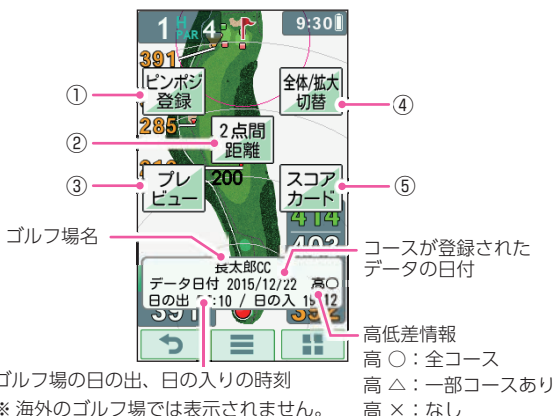 1 H PAR 4
9:30
391
ピンポジ登録
全体/拡大切替
①
④
285
2点間距離
②
③
プレビュー
200
スコアカード
⑤
414
403
ゴルフ場名
コースが登録された
データの日付
長太郎CC
データ日付 2015/12/22 高○
日の出 :10 / 日の入 19:12
391
392
高低差情報
高 ○：全コース
高 △：一部コースあり
高 ×：なし
ゴルフ場の日の出、日の入りの時刻
※ 海外のゴルフ場では表示されません。